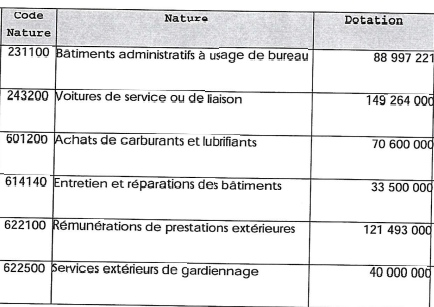 Code Nature Nature Dotation
231100 Bâtiments administratifs à usage de bureau 88 997 221
243200 Voitures de service ou de liaison 149 264 000
601200 Achats de carburants et lubrifiants 70 600 000
614140 Entretien et réparations des bâtiments 33 500 000
622100 Rémunérations de prestations extérieures 121 493 000
622500 Services extérieurs de gardiennage 40 000 000